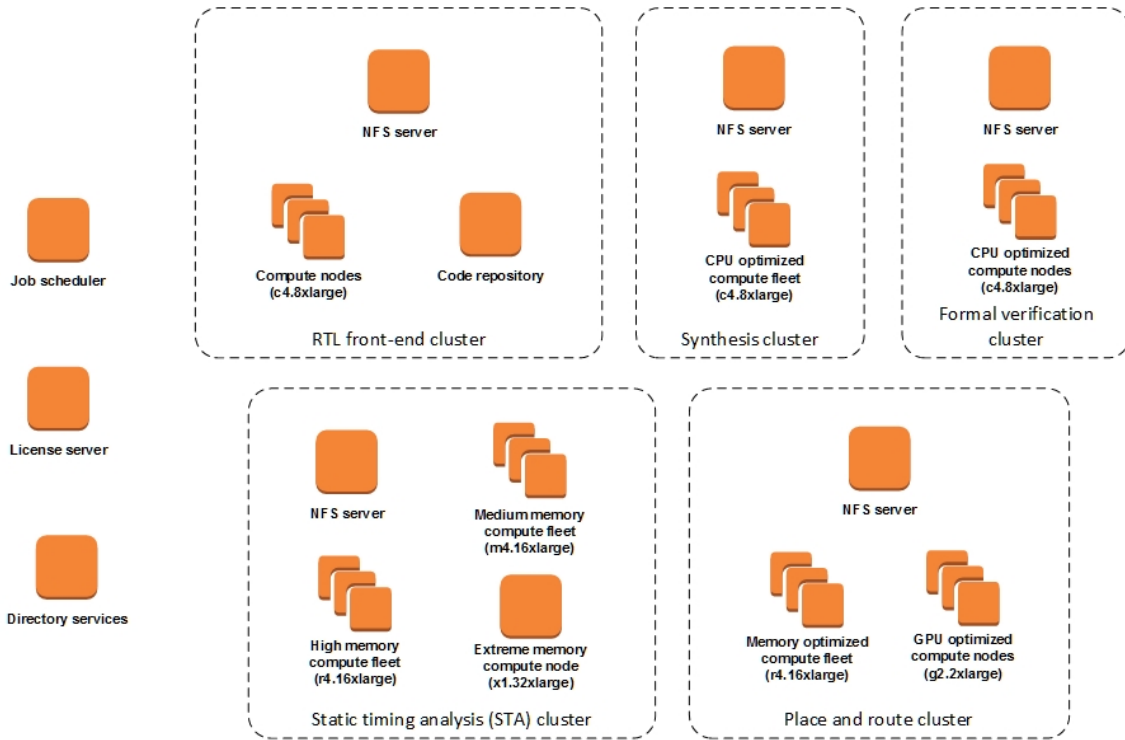 NFS server
Compute nodes
(c4.8xlarge)
Code repository
RTL front-end cluster
NFS server
CPU optimized
compute fleet
(c4.8xlarge)
Synthesis cluster
NFS server
CPU optimized
compute nodes
(c4.8xlarge)
Formal verification
cluster
Job scheduler
License server
Directory services
NFS server
Medium memory
compute fleet
(m4.16xlarge)
High memory
compute fleet
(r4.16xlarge)
Extreme memory
compute node
(x1.32xlarge)
Static timing analysis (STA) cluster
NFS server
Memory optimized
compute fleet
(r4.16xlarge)
GPU optimized
compute nodes
(g2.2xlarge)
Place and route cluster